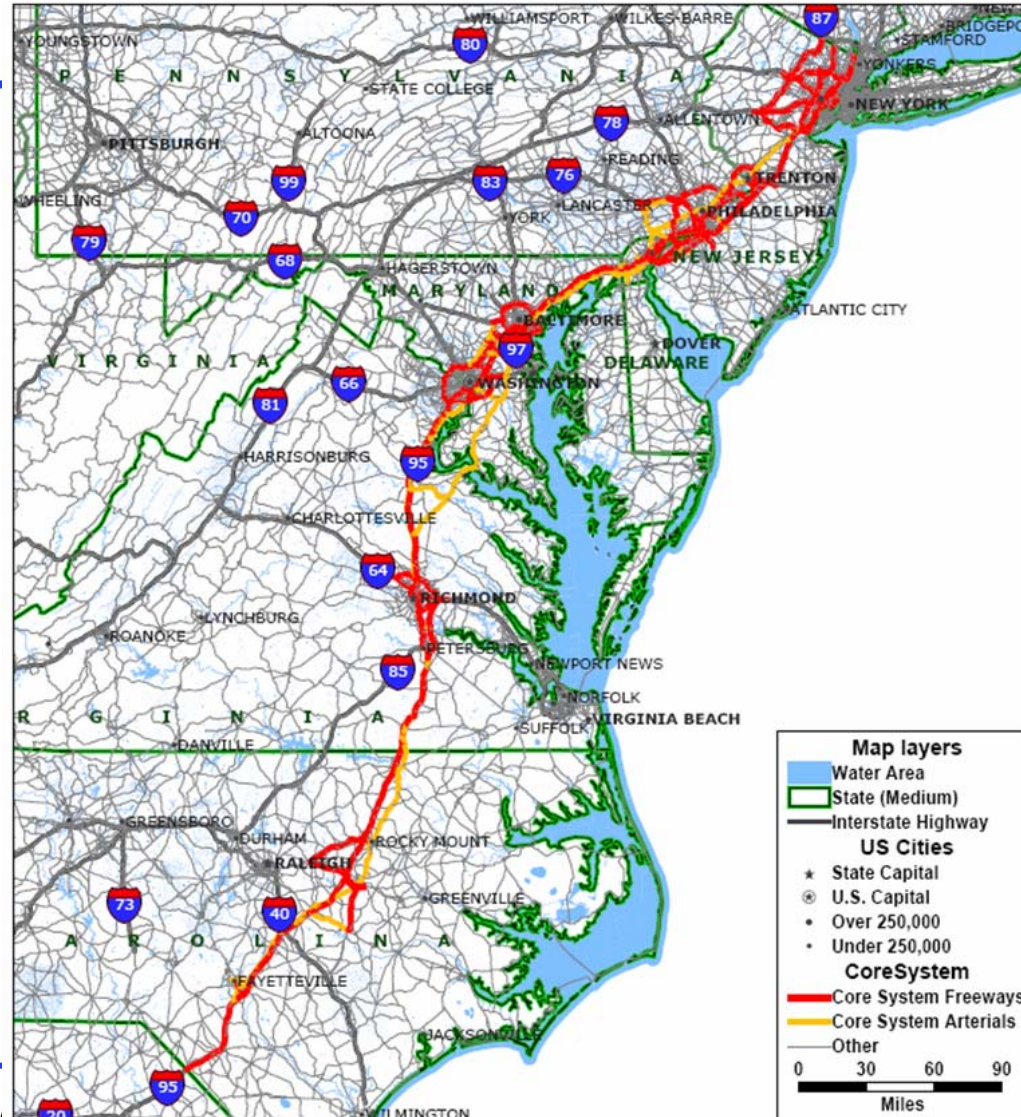 WILLIAMSPORT
WILKES-BARRE
87
BRIDGEPO
YOUNGSTOWN
80
STAMFORD
YONKERS
PENNSYLVANIA
STATE COLLEGE
NEW YORK
78
ALLENTOWN
ALTOONA
PITTSBURGH
READING
99
83
76
TRENTON
WHEELING
70
YORK
LANCASTER
PHILADELPHIA
79
68
HAGERSTOWN
NEW JERSEY
MARYLAND
BALTIMORE
ATLANTIC CITY
97
DOVER
VIRGINIA
DELAWARE
66
WASHINGTON
81
HARRISONBURG
95
CHARLOTTESVILLE
64
RICHMOND
LYNCHBURG
ROANOKE
PETERSBURG
85
NEWPORT NEWS
NORFOLK
RGINIA
VIRGINIA BEACH
SUFFOLK
DANVILLE
GREENSBORO
DURHAM
ROCKY MOUNT
RALEIGH
73
40
GREENVILLE
AROLINA
FAYETTEVILLE
JACKSONVILLE
95
20
WILMINGTON
Map layers
Water Area
State (Medium)
Interstate Highway
US Cities
State Capital
U.S. Capital
Over 250,000
Under 250,000
CoreSystem
Core System Freeways
Core System Arterials
Other
0 30 60 90
Miles